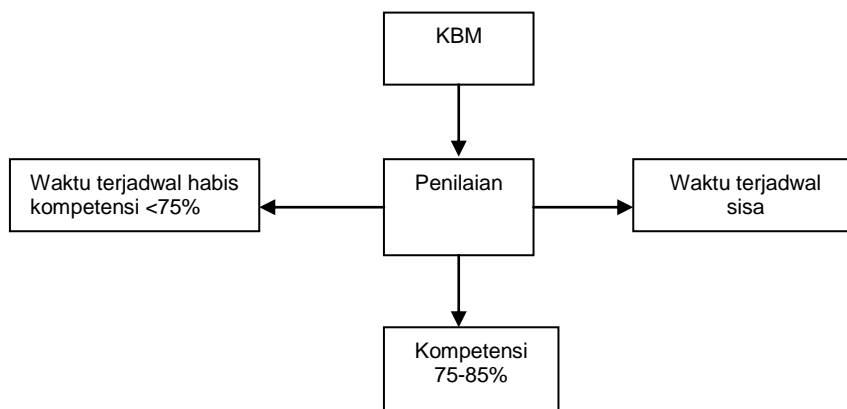 KBM
Waktu terjadwal habis
kompetensi <75%
Penilaian
Waktu terjadwal
sisa
Kompetensi
75-85%